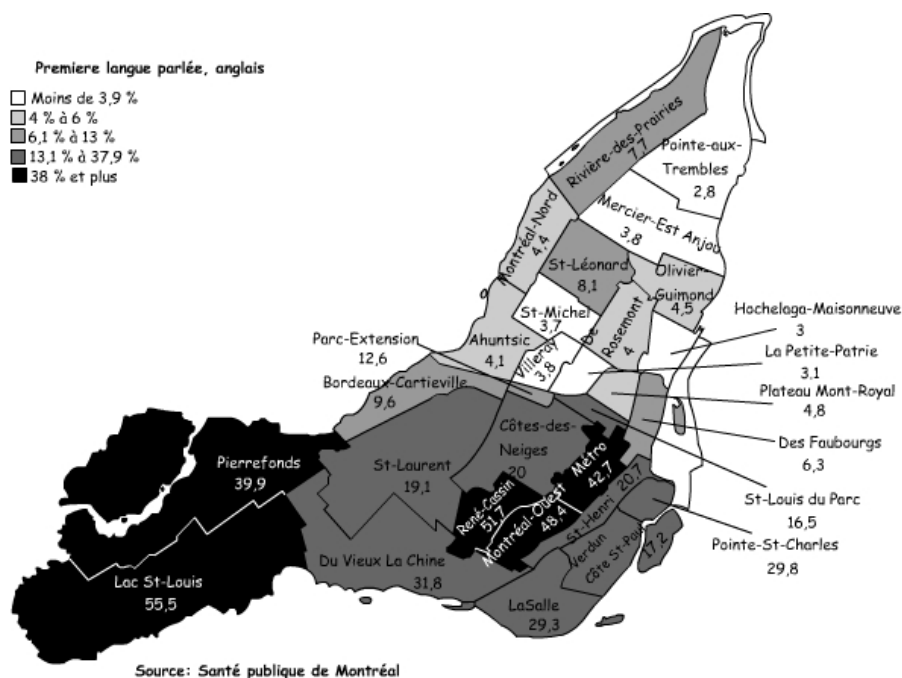 Premiere langue parlée, anglais
Moins de 3,9 %
4 % à 6 %
6,1 % à 13 %
13,1 % à 37,9 %
38 % et plus
Rivière-des-Prairies
7,7
Pointe-aux-
Trembles
2,8
Mercier-Est Anjou
3,8
Montréal-Nord
4,4
St-Léonard
8,1
Olivier-
Guimond
4,5
St-Michel
3,7
De
Rosemont
4
Hochelaga-Maisonneuve
3
Parc-Extension
12,6
Ahuntsic
4,1
Villeray
3,8
La Petite-Patrie
3,1
Bordeaux-Cartieville
9,6
Plateau Mont-Royal
4,8
Côtes-des-
Neiges
20
Des Faubourgs
6,3
Pierrefonds
39,9
St-Laurent
19,1
Métro
42,7
René-Cassin
51,7
Montréal-Ouest
48,4
St-Henri 20,7
St-Louis du Parc
16,5
Pointe-St-Charles
29,8
Verdun
Côte St-Paul
17,2
Du Vieux La Chine
31,8
Lac St-Louis
55,5
LaSalle
29,3
Source: Santé publique de Montréal